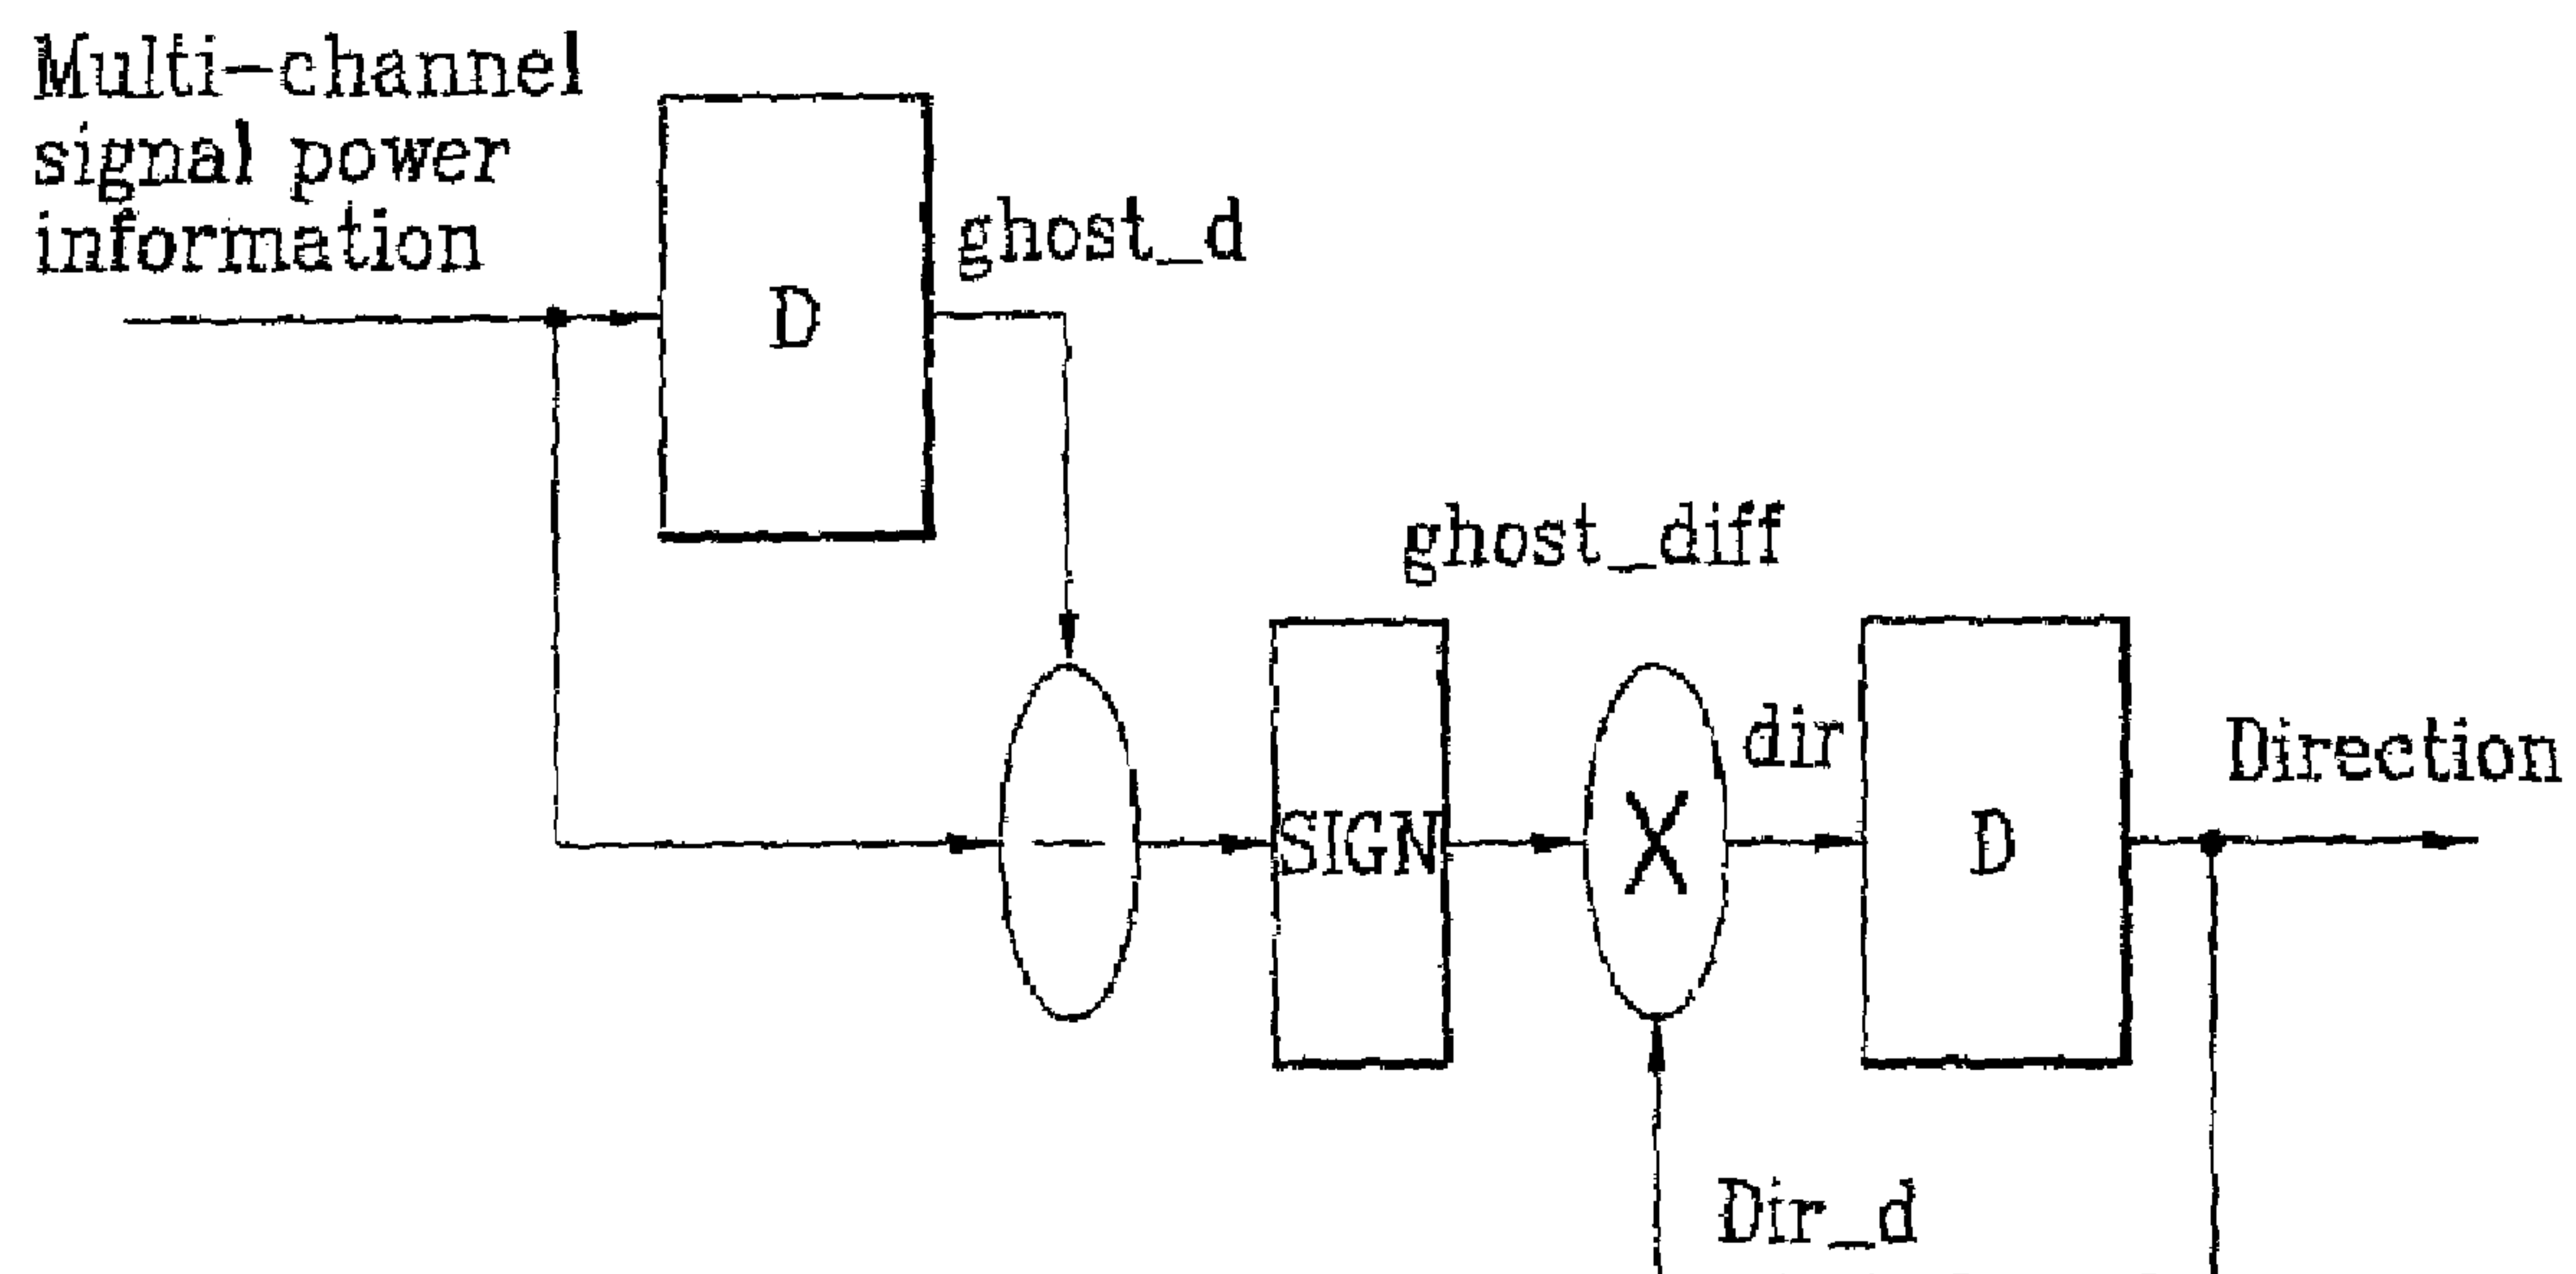 Multi-channel
signal power
information
D
ghost_d
ghost_diff
SIGN
X
dir
D
Direction
Dir_d